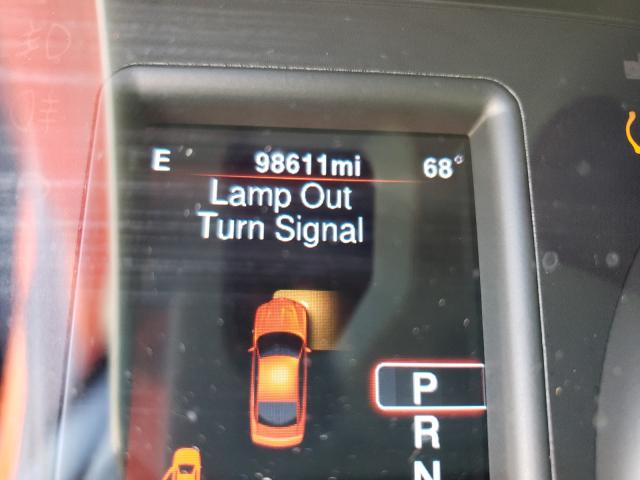 E 98611mi 68°
Lamp Out
Turn Signal
P
R
N